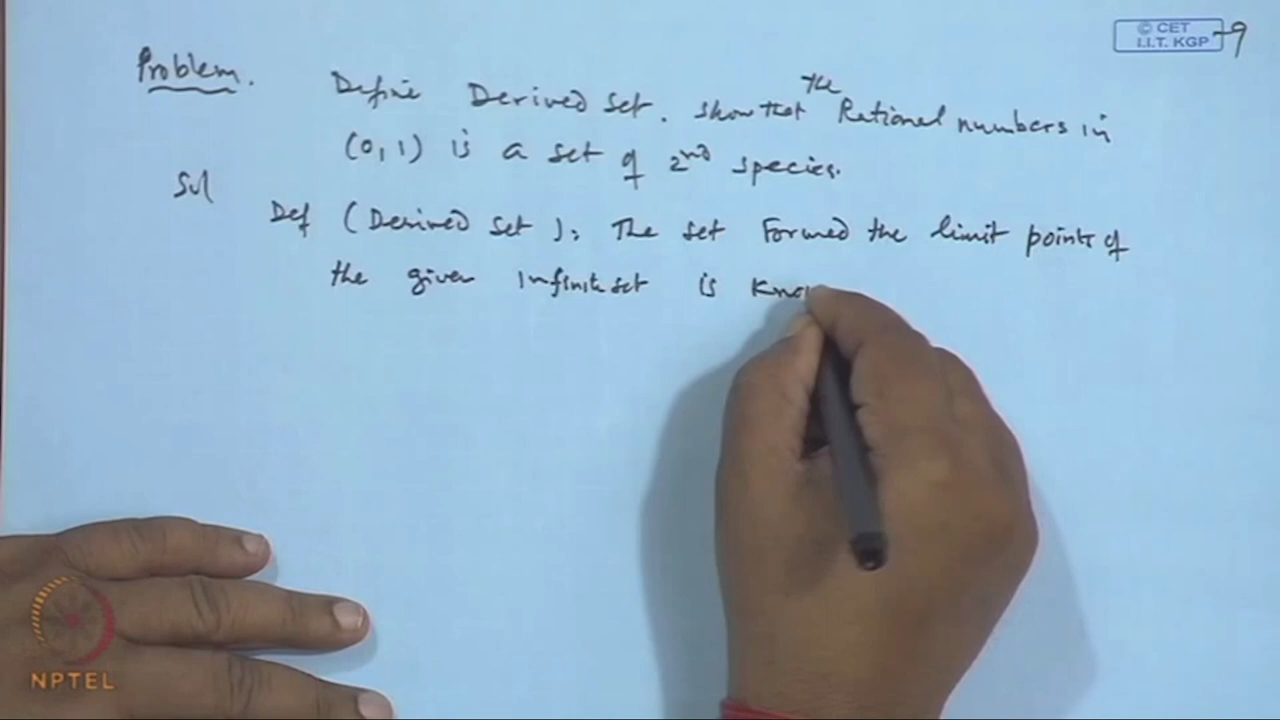 © CET
I.I.T. KGP
-9
Problem. Define Derived Set. Show that the Rational numbers in
(0,1) is a set of 2nd species.
Sol
Def (Derived Set): The set Formed the limit points of
the given infinite set is Kno
NPTEL